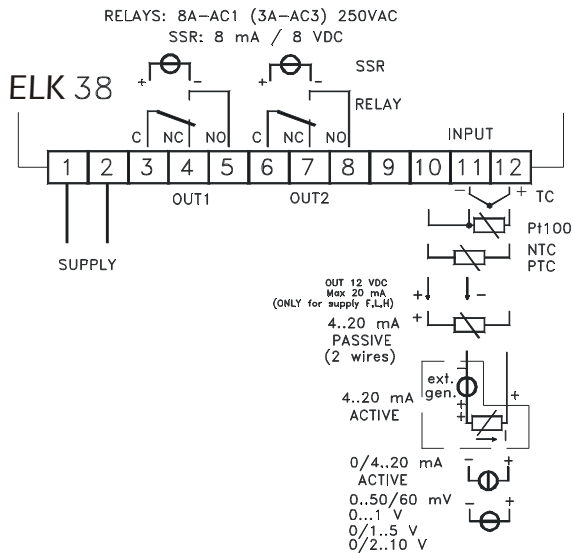 RELAYS: 8A-AC1 (3A-AC3) 250VAC
SSR: 8 mA / 8 VDC
+ - + - SSR
ELK 38
RELAY
C NC NO C NC NO INPUT
1 2 3 4 5 6 7 8 9 10 11 12
OUT1 OUT2
- + TC
Pt100
SUPPLY
NTC
PTC
OUT 12 VDC
Max 20 mA
(ONLY for supply F,L,H)
+ -
4..20 mA
PASSIVE
(2 wires)
+
4..20 mA
ACTIVE
ext.
gen.
-
+
+
+
I
0/4..20 mA
ACTIVE
- +
0..50/60 mV
0...1 V
0/1..5 V
0/2..10 V
- +